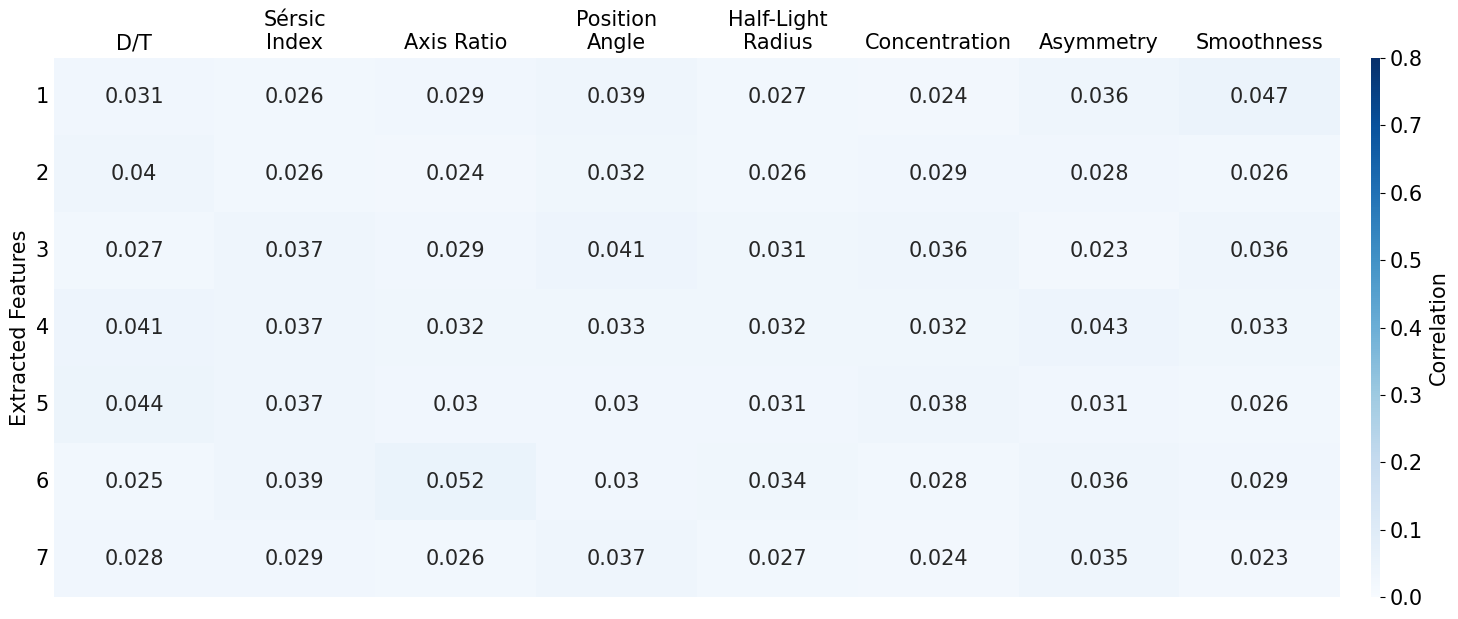 Sérsic Position Half-Light
D/T Index Axis Ratio Angle Radius Concentration Asymmetry Smoothness
1 0.031 0.026 0.029 0.039 0.027 0.024 0.036 0.047
2 0.04 0.026 0.024 0.032 0.026 0.029 0.028 0.026
3 0.027 0.037 0.029 0.041 0.031 0.036 0.023 0.036
4 0.041 0.037 0.032 0.033 0.032 0.032 0.043 0.033
5 0.044 0.037 0.03 0.03 0.031 0.038 0.031 0.026
6 0.025 0.039 0.052 0.03 0.034 0.028 0.036 0.029
7 0.028 0.029 0.026 0.037 0.027 0.024 0.035 0.023
Extracted Features
0.8
0.7
0.6
0.5
0.4
0.3
0.2
0.1
0.0
Correlation